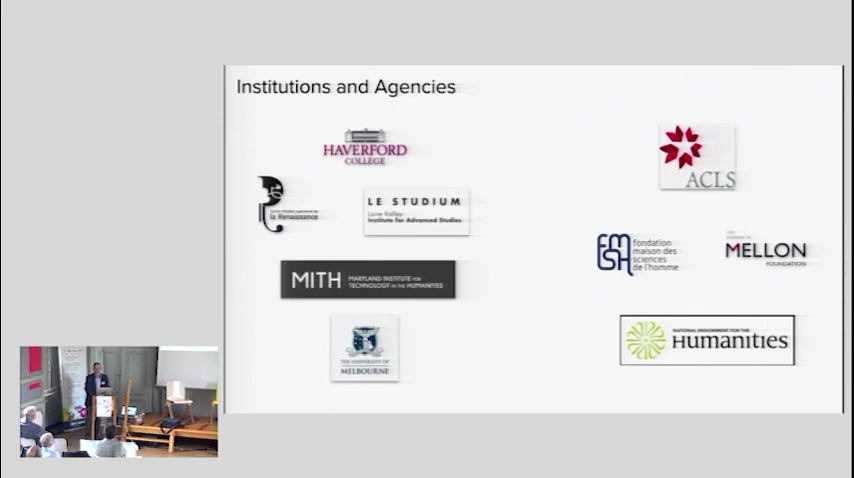 Institutions and Agencies
HAVERFORD
COLLEGE
ACLS
la Renaissance
LE STUDIUM
Loire Valley
Institute for Advanced Studies
fondation
maison des
sciences
de l'homme
MELLON
FOUNDATION
MITH MARYLAND INSTITUTE FOR
TECHNOLOGY IN THE HUMANITIES
THE UNIVERSITY OF
MELBOURNE
NATIONAL ENDOWMENT FOR THE
Humanities